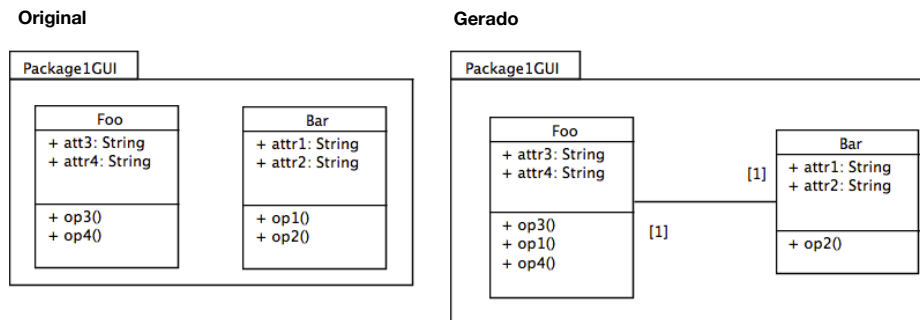 Original
Package1GUI
Foo
+ att3: String
+ attr4: String
+ op3()
+ op4()
Bar
+ attr1: String
+ attr2: String
+ op1()
+ op2()
Gerado
Package1GUI
Foo
+ attr3: String
+ attr4: String
+ op3()
+ op1()
+ op4()
[1]
[1]
Bar
+ attr1: String
+ attr2: String
+ op2()